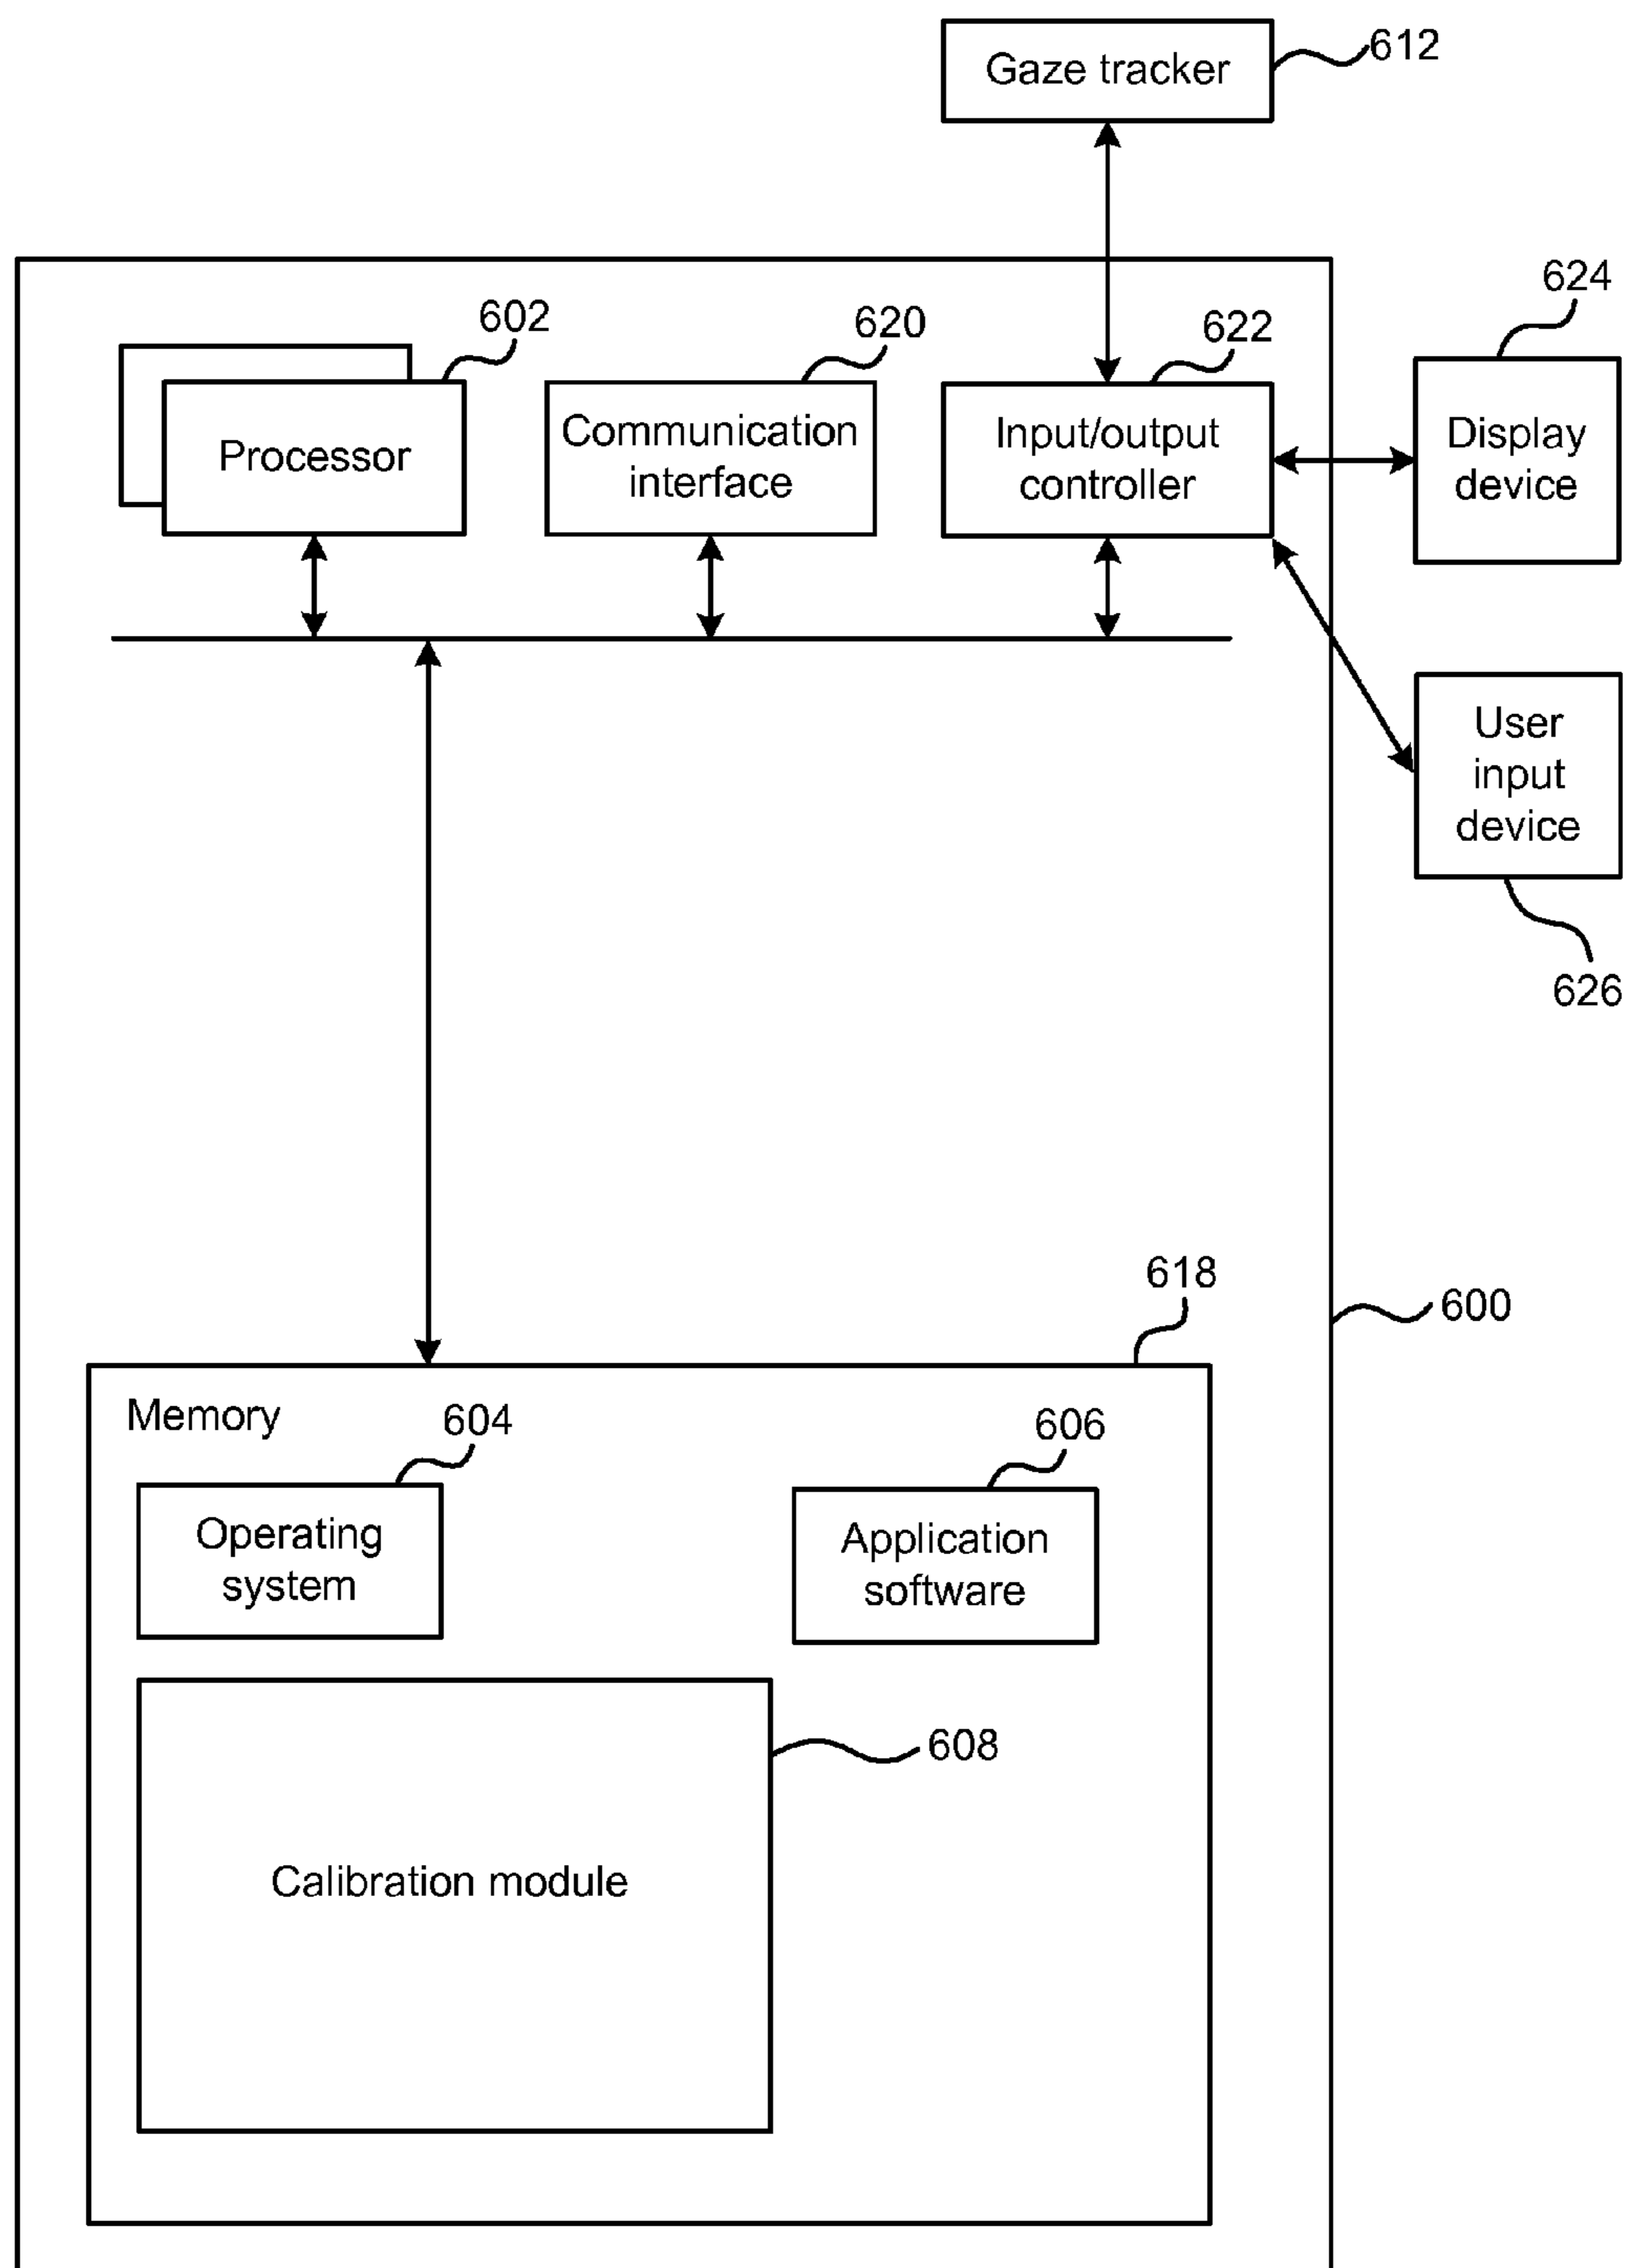 Gaze tracker
612
624
602
620
622
Processor
Communication
interface
Input/output
controller
Display
device
User
input
device
626
618
600
Memory
604
606
Operating
system
Application
software
608
Calibration module